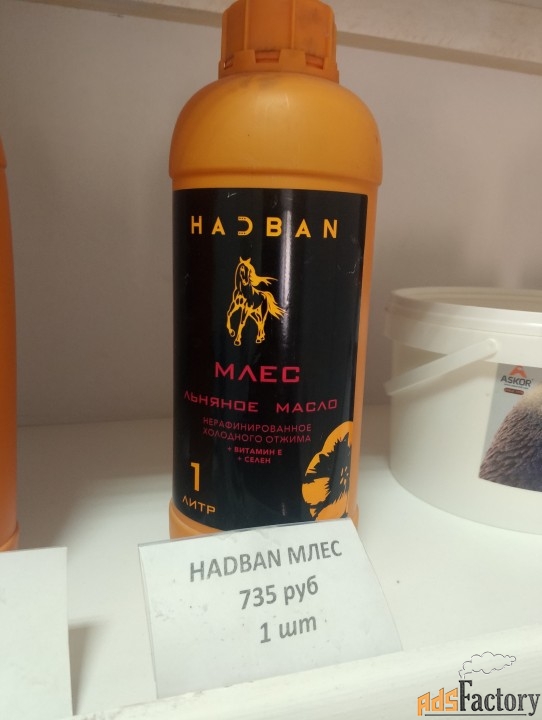 HADBAN
МЛЕС
ЛЬНЯНОЕ МАСЛО
НЕРАФИНИРОВАННОЕ
ХОЛОДНОГО ОТЖИМА
+ ВИТАМИН Е
+ СЕЛЕН
1
ЛИТР
ASKOR
HADBAN МЛЕС
735 руб
1 шт
AdsFactory